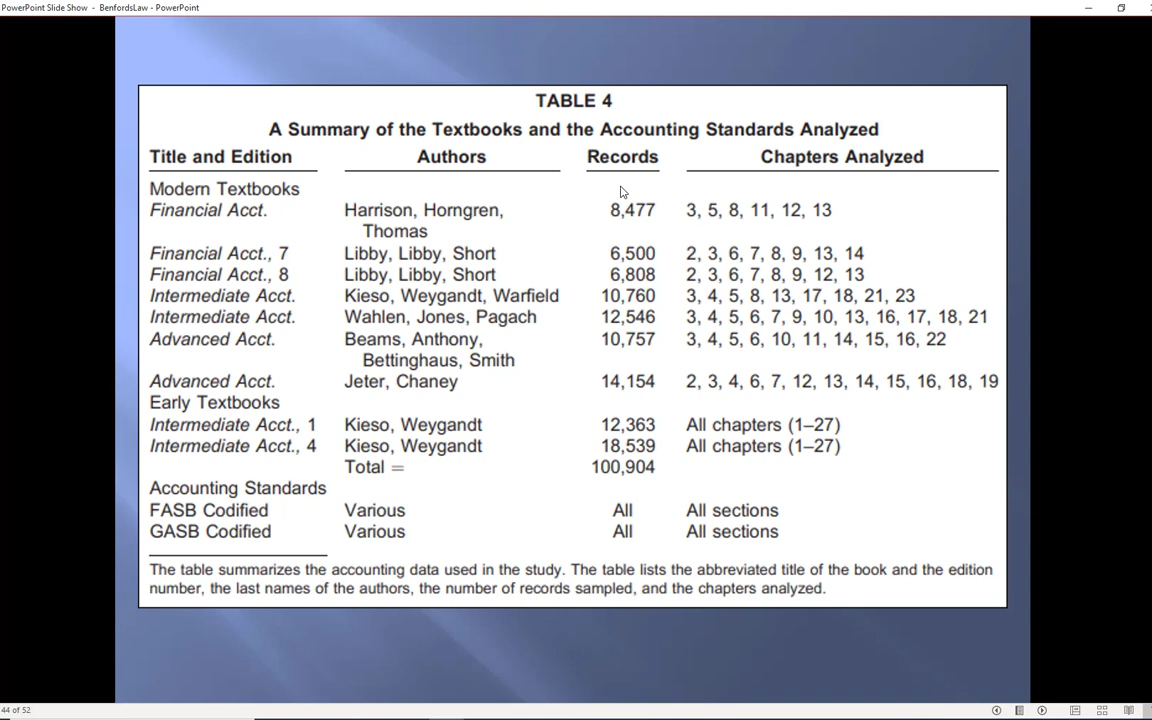 PowerPoint Slide Show - BenfordsLaw - PowerPoint
TABLE 4
A Summary of the Textbooks and the Accounting Standards Analyzed
Title and Edition Authors Records Chapters Analyzed
Modern Textbooks
Financial Acct. Harrison, Horngren, 8,477 3, 5, 8, 11, 12, 13
Thomas
Financial Acct., 7 Libby, Libby, Short 6,500 2, 3, 6, 7, 8, 9, 13, 14
Financial Acct., 8 Libby, Libby, Short 6,808 2, 3, 6, 7, 8, 9, 12, 13
Intermediate Acct. Kieso, Weygandt, Warfield 10,760 3, 4, 5, 8, 13, 17, 18, 21, 23
Intermediate Acct. Wahlen, Jones, Pagach 12,546 3, 4, 5, 6, 7, 9, 10, 13, 16, 17, 18, 21
Advanced Acct. Beams, Anthony, 10,757 3, 4, 5, 6, 10, 11, 14, 15, 16, 22
Bettinghaus, Smith
Advanced Acct. Jeter, Chaney 14,154 2, 3, 4, 6, 7, 12, 13, 14, 15, 16, 18, 19
Early Textbooks
Intermediate Acct., 1 Kieso, Weygandt 12,363 All chapters (1–27)
Intermediate Acct., 4 Kieso, Weygandt 18,539 All chapters (1–27)
Total = 100,904
Accounting Standards
FASB Codified Various All All sections
GASB Codified Various All All sections
The table summarizes the accounting data used in the study. The table lists the abbreviated title of the book and the edition
number, the last names of the authors, the number of records sampled, and the chapters analyzed.
44 of 52